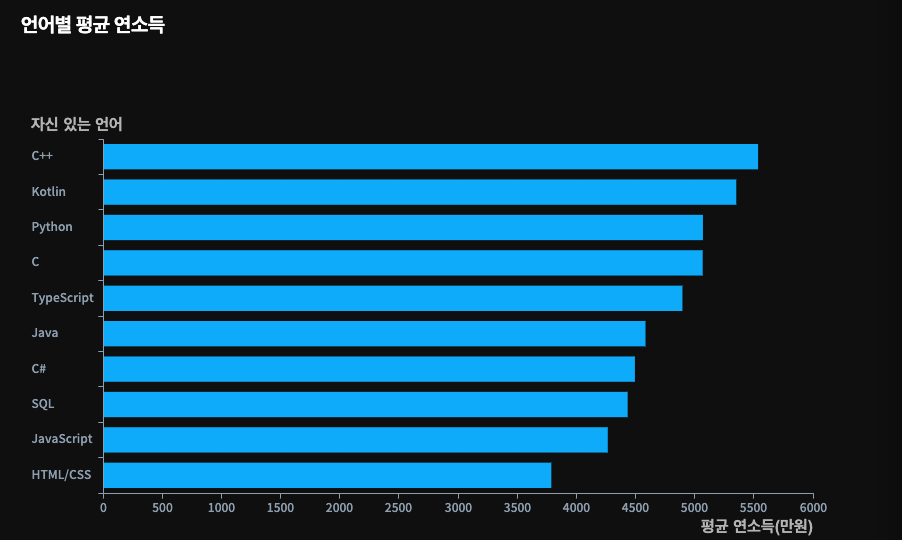 언어별 평균 연소득
자신 있는 언어
C++
Kotlin
Python
C
TypeScript
Java
C#
SQL
JavaScript
HTML/CSS
0 500 1000 1500 2000 2500 3000 3500 4000 4500 5000 5500 6000
평균 연소득(만원)